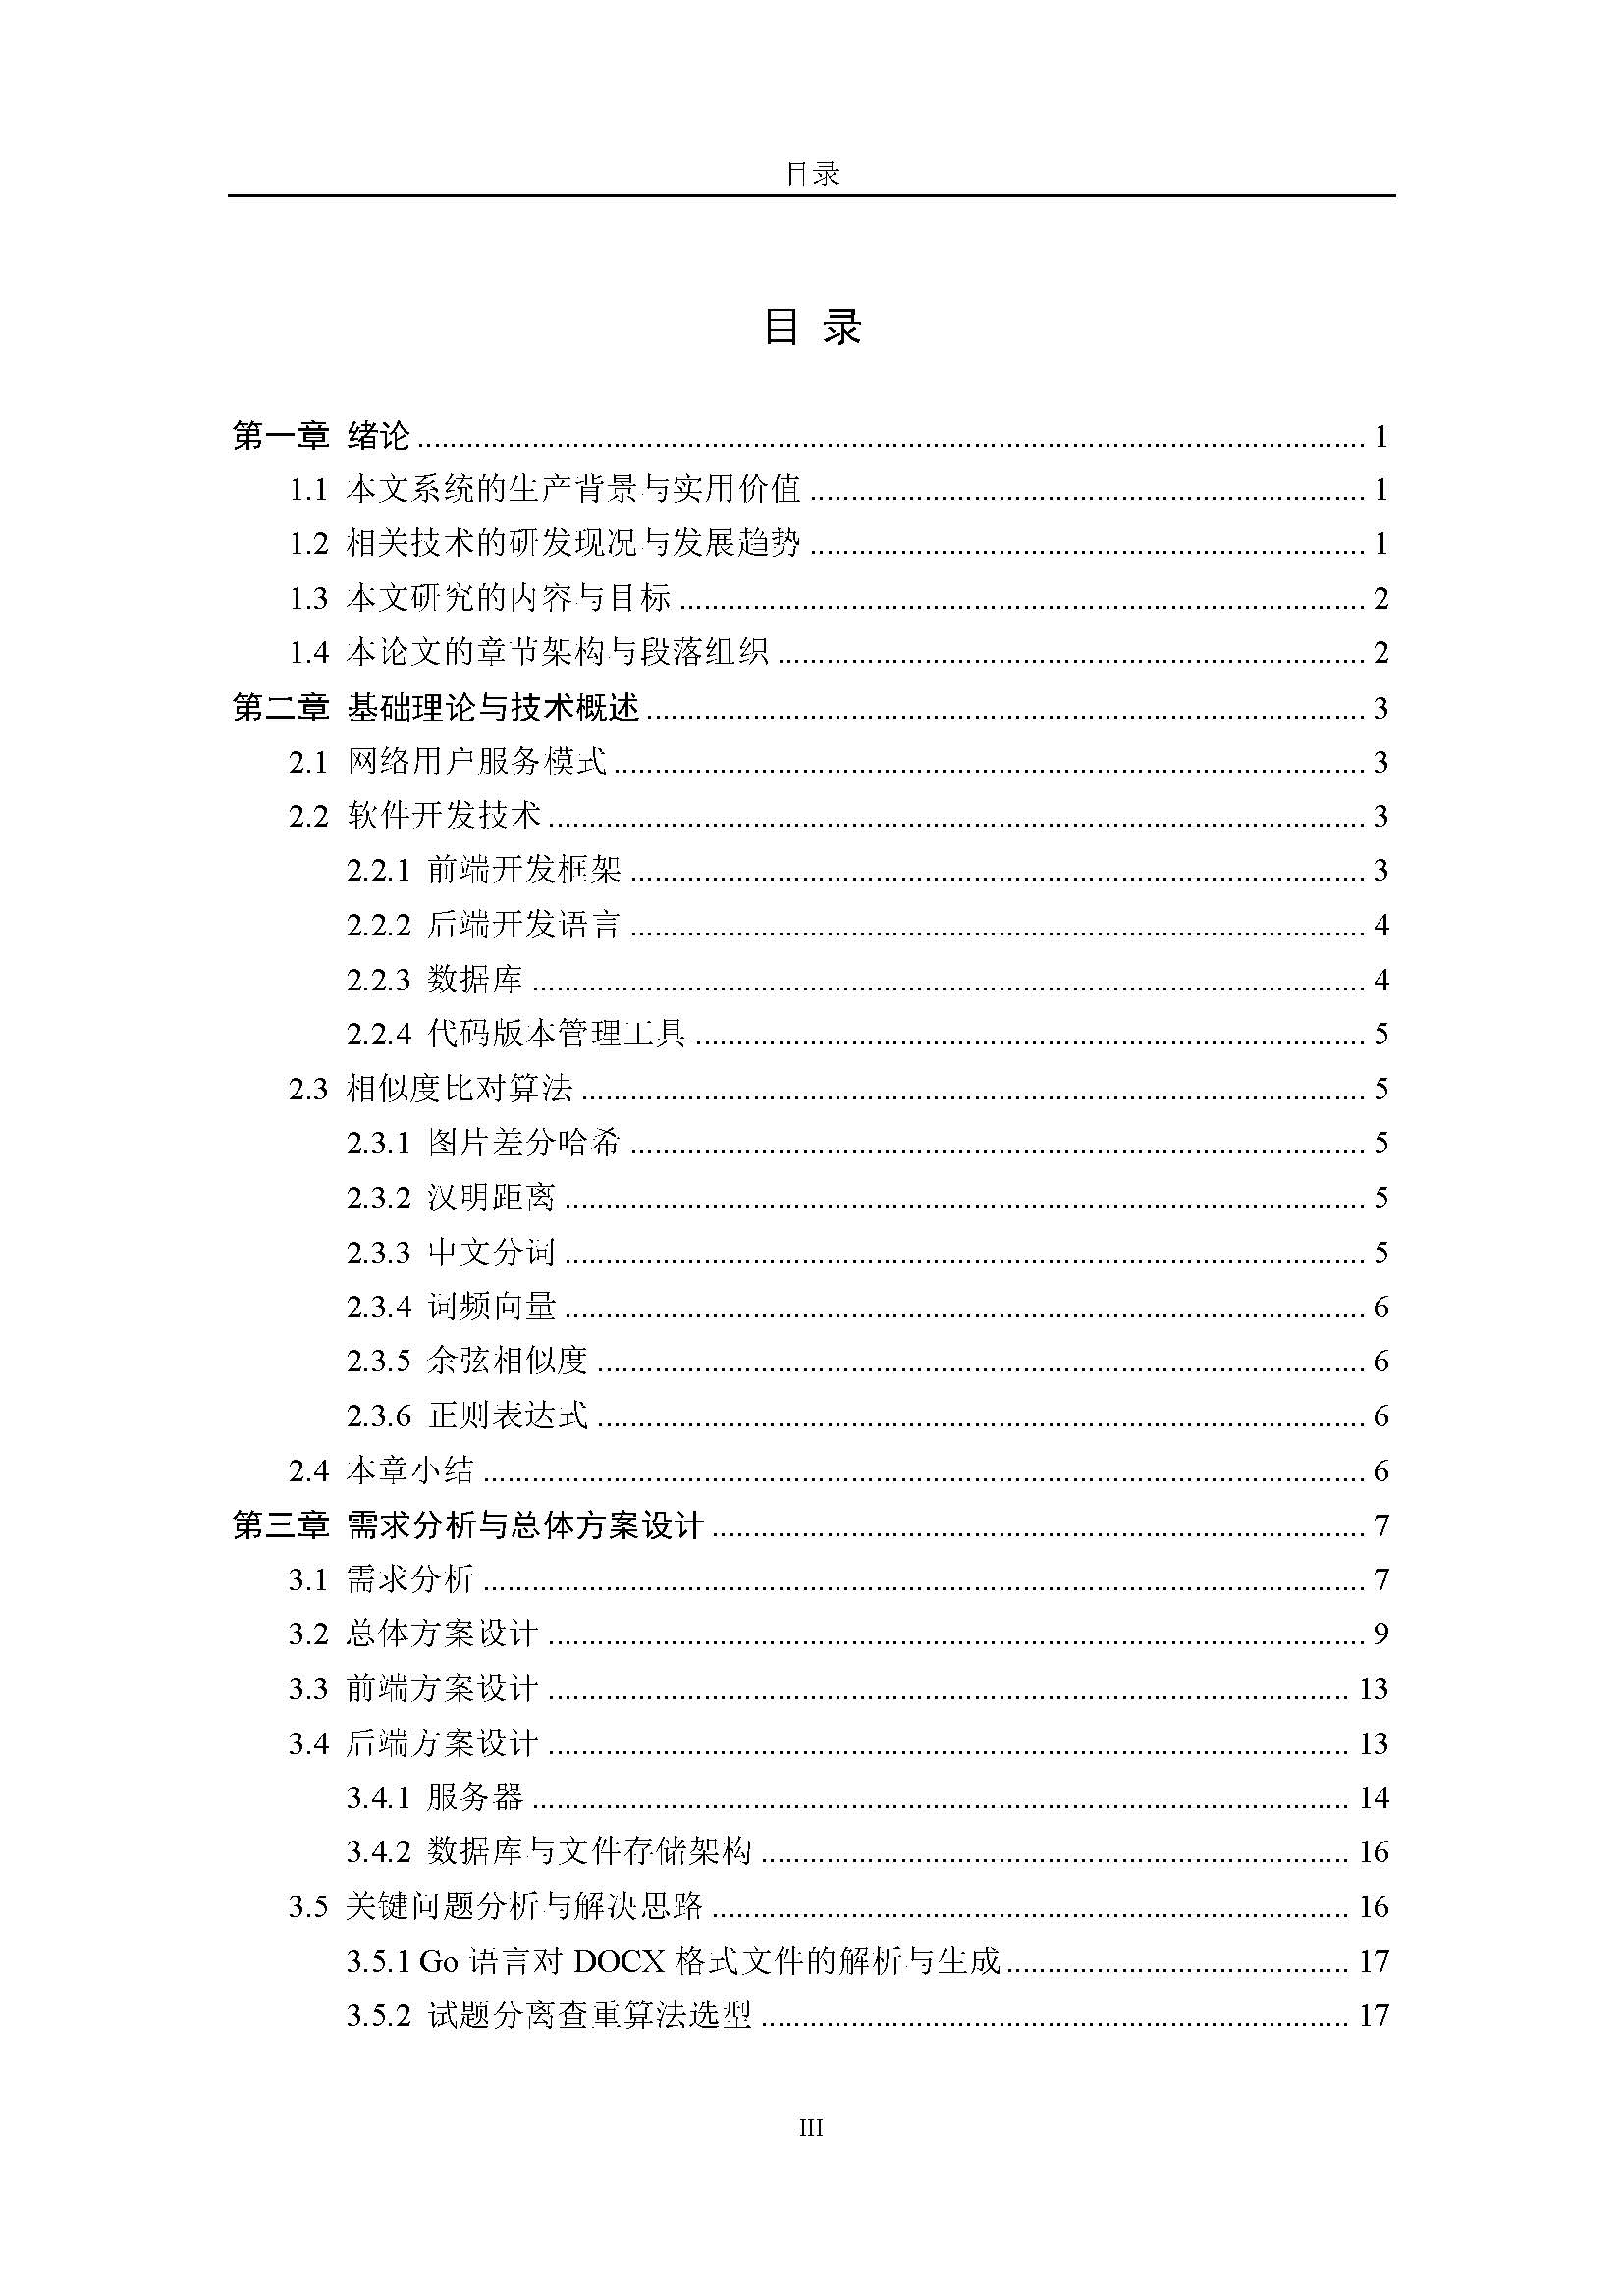 目录
目 录
第一章 绪论 ........ 1
1.1 本文系统的生产背景与实用价值 ........ 1
1.2 相关技术的研发现况与发展趋势 ........ 1
1.3 本文研究的内容与目标 ........ 2
1.4 本论文的章节架构与段落组织 ........ 2
第二章 基础理论与技术概述 ........ 3
2.1 网络用户服务模式 ........ 3
2.2 软件开发技术 ........ 3
2.2.1 前端开发框架 ........ 3
2.2.2 后端开发语言 ........ 4
2.2.3 数据库 ........ 4
2.2.4 代码版本管理工具 ........ 5
2.3 相似度比对算法 ........ 5
2.3.1 图片差分哈希 ........ 5
2.3.2 汉明距离 ........ 5
2.3.3 中文分词 ........ 5
2.3.4 词频向量 ........ 6
2.3.5 余弦相似度 ........ 6
2.3.6 正则表达式 ........ 6
2.4 本章小结 ........ 6
第三章 需求分析与总体方案设计 ........ 7
3.1 需求分析 ........ 7
3.2 总体方案设计 ........ 9
3.3 前端方案设计 ........ 13
3.4 后端方案设计 ........ 13
3.4.1 服务器 ........ 14
3.4.2 数据库与文件存储架构 ........ 16
3.5 关键问题分析与解决思路 ........ 16
3.5.1 Go 语言对 DOCX 格式文件的解析与生成 ........ 17
3.5.2 试题分离查重算法选型 ........ 17
III